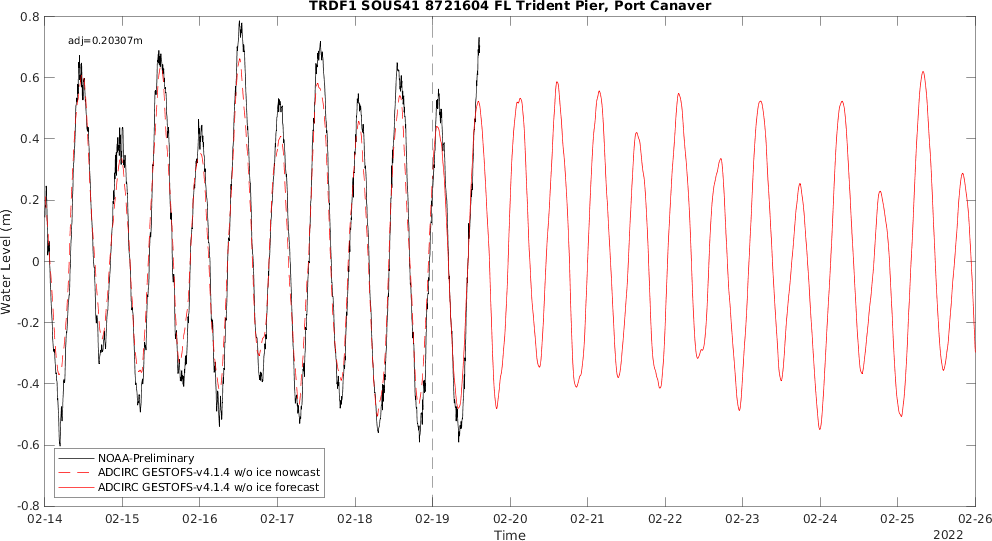 TRDF1 SOUS41 8721604 FL Trident Pier, Port Canaver
0.8
adj=0.20307m
0.6
0.4
0.2
0
-0.2
-0.4
-0.6
-0.8
Water Level (m)
NOAA-Preliminary
ADCIRC GESTOFS-v4.1.4 w/o ice nowcast
ADCIRC GESTOFS-v4.1.4 w/o ice forecast
02-14 02-15 02-16 02-17 02-18 02-19 02-20 02-21 02-22 02-23 02-24 02-25 02-26
Time
2022